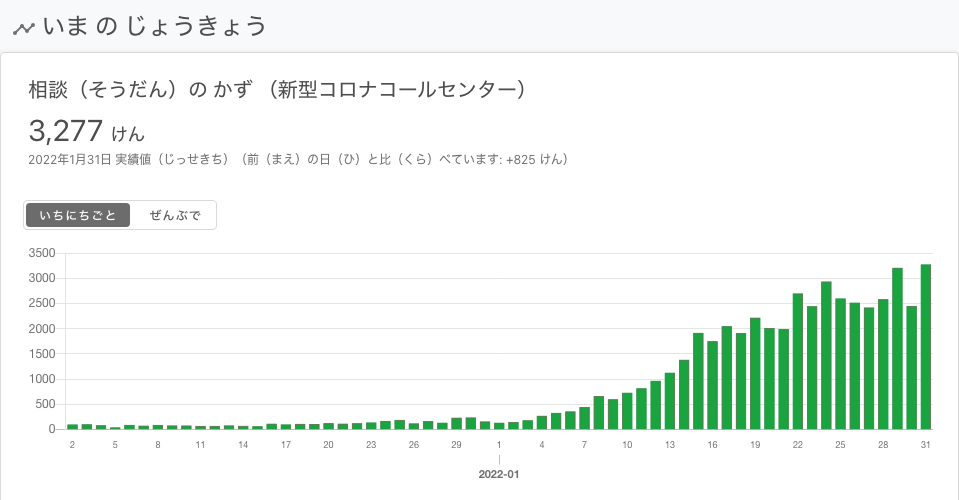 いま の じょうきょう
相談（そうだん）の かず （新型コロナコールセンター）
3,277 けん
2022年1月31日 実績値（じっせきち）（前（まえ）の日（ひ）と比（くら）べています: +825 けん）
いちにちごと ぜんぶで
3500
3000
2500
2000
1500
1000
500
0
2 5 8 11 14 17 20 23 26 29 1 4 7 10 13 16 19 22 25 28 31
2022-01